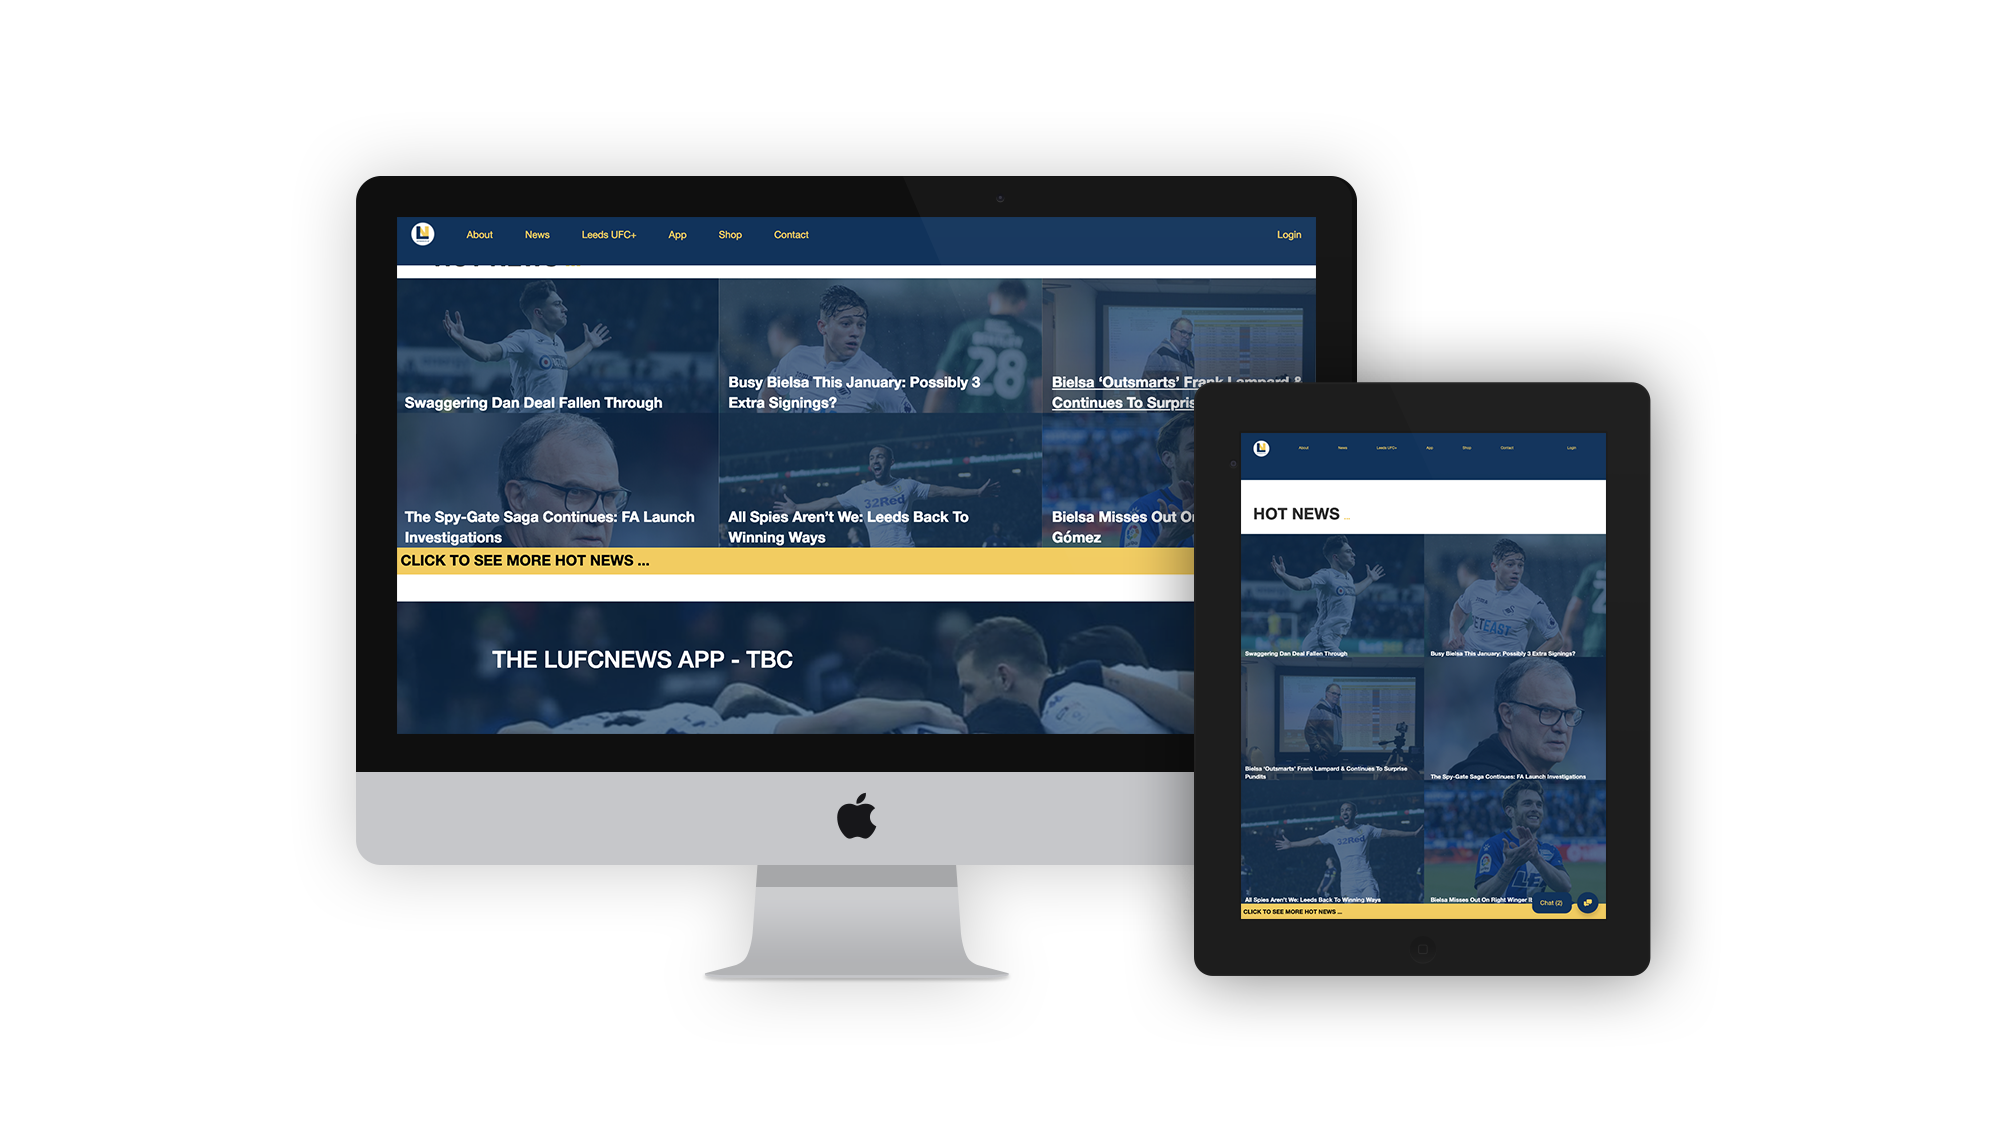 About News Leeds UFC+ App Shop Contact Login
HOT NEWS ...
Swaggering Dan Deal Fallen Through
Busy Bielsa This January: Possibly 3
Extra Signings?
28
Bielsa ‘Outsmarts’ Frank Lampard &
Continues To Surpris
The Spy-Gate Saga Continues: FA Launch
Investigations
32Red
All Spies Aren’t We: Leeds Back To
Winning Ways
Bielsa Misses Out O
Gómez
CLICK TO SEE MORE HOT NEWS ...
THE LUFCNEWS APP - TBC
About News Leeds UFC+ App Shop Contact Login
HOT NEWS ...
Swaggering Dan Deal Fallen Through
Busy Bielsa This January: Possibly 3 Extra Signings?
Bielsa ‘Outsmarts’ Frank Lampard & Continues To Surprise
Pundits
The Spy-Gate Saga Continues: FA Launch Investigations
32Red
All Spies Aren’t We: Leeds Back To Winning Ways
Bielsa Misses Out On Right Winger
Chat (2)
CLICK TO SEE MORE HOT NEWS ...